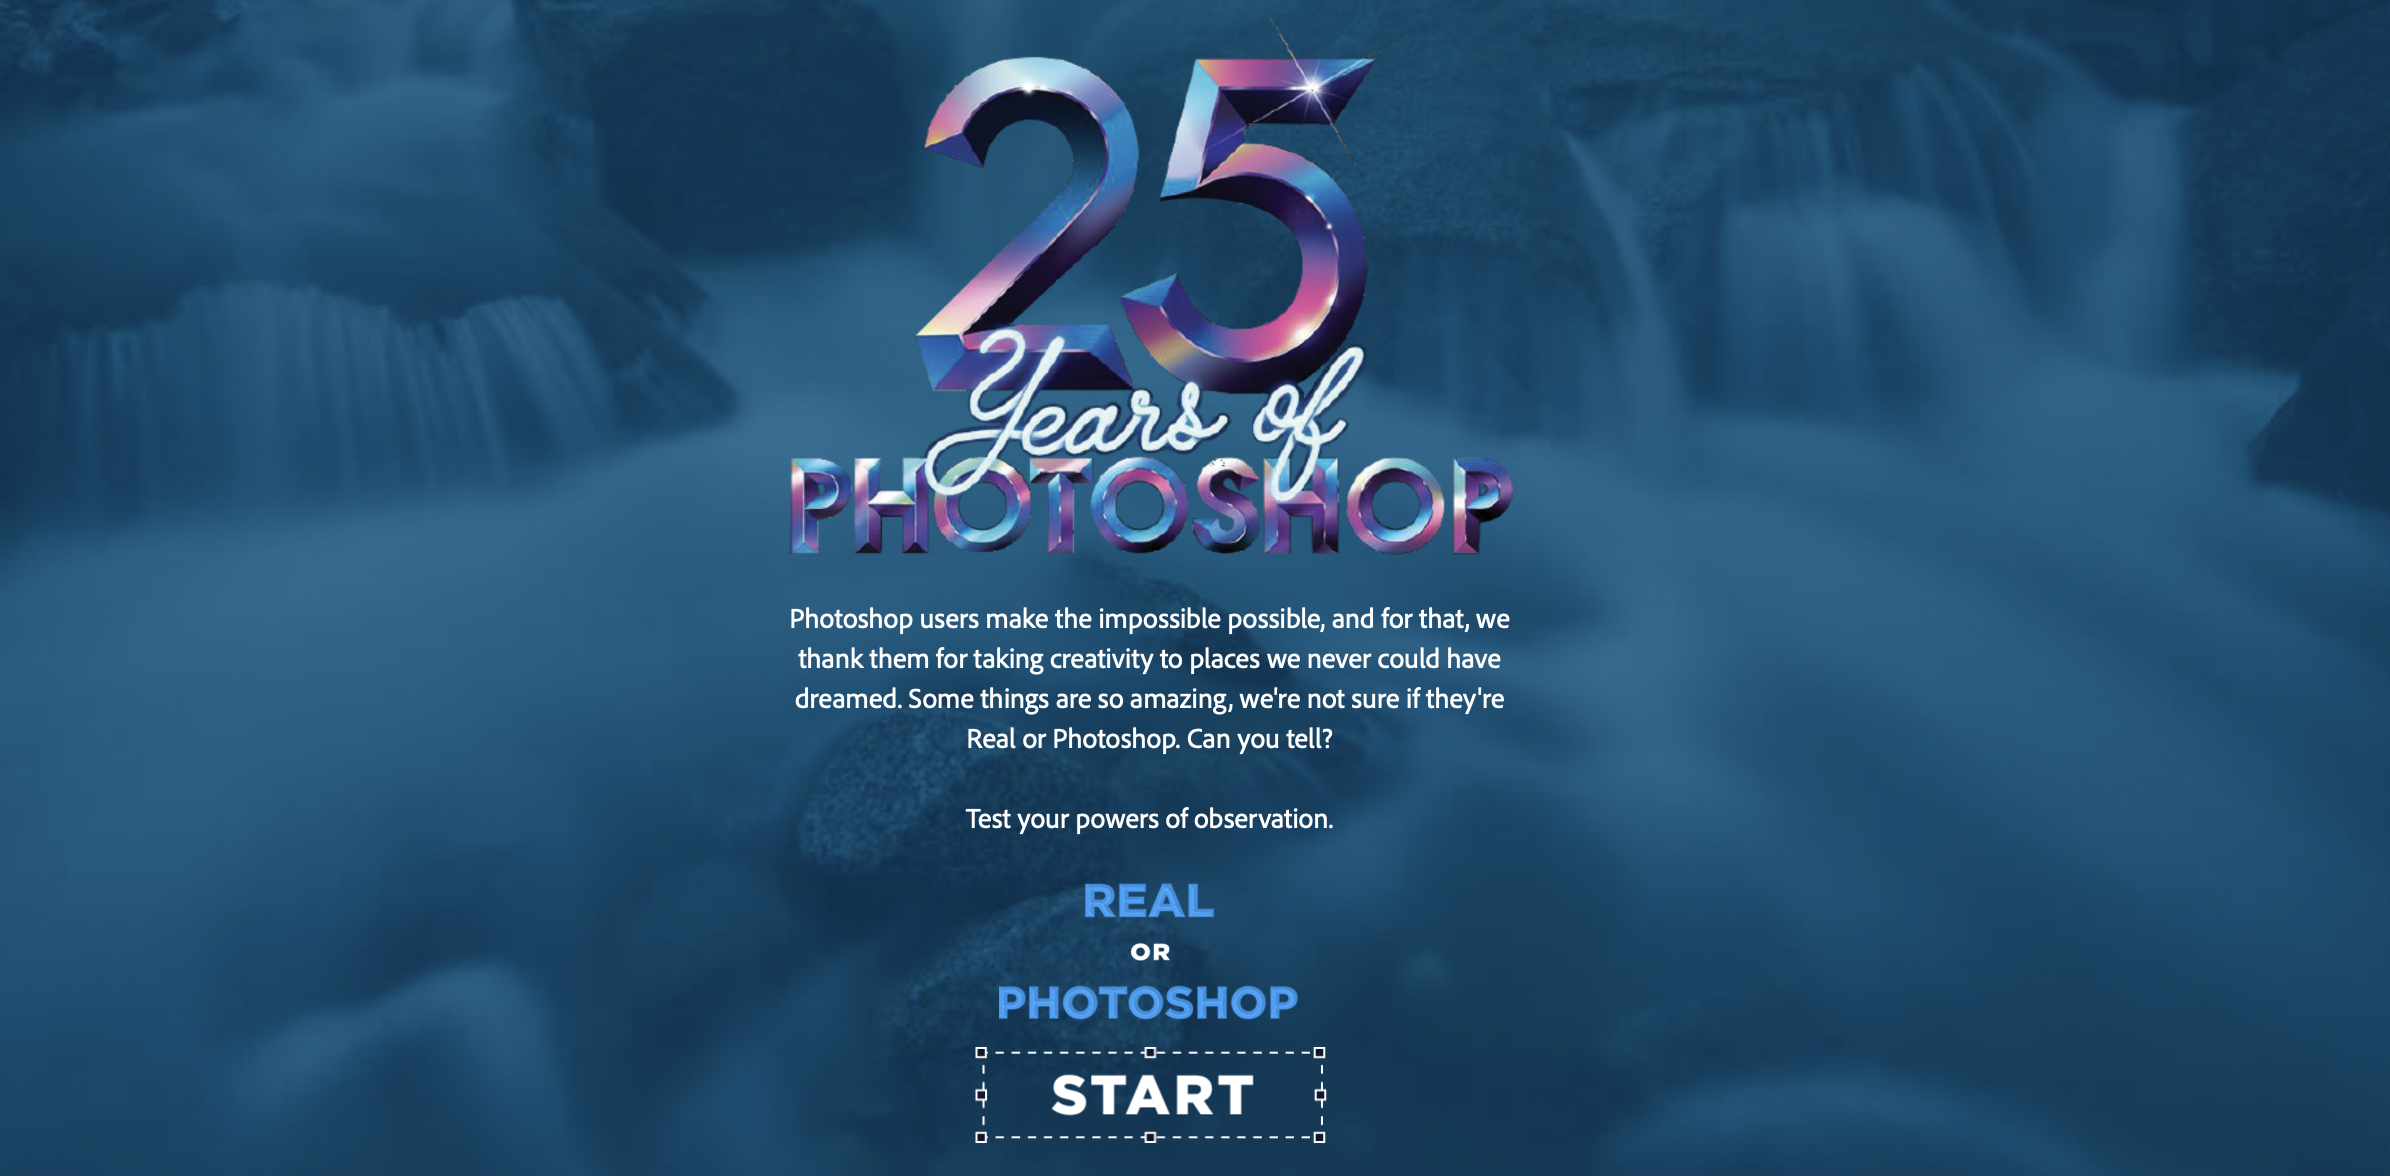 25
Years of
PHOTOSHOP
Photoshop users make the impossible possible, and for that, we
thank them for taking creativity to places we never could have
dreamed. Some things are so amazing, we're not sure if they're
Real or Photoshop. Can you tell?
Test your powers of observation.
REAL
OR
PHOTOSHOP
START